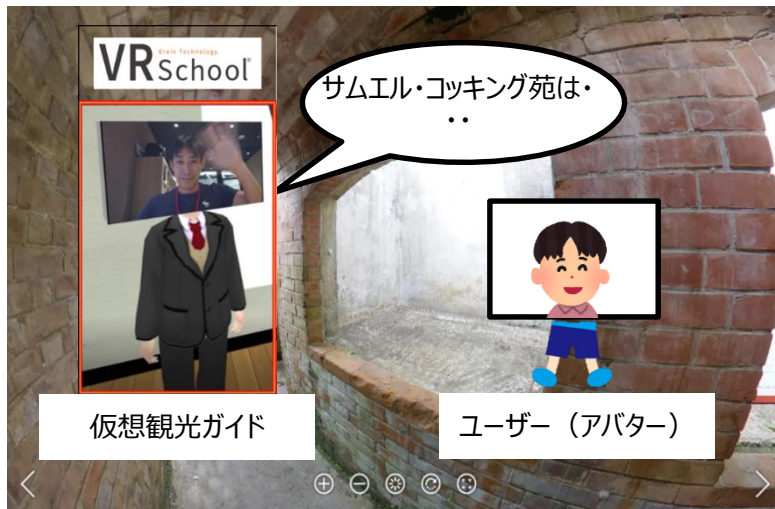 Brain Technology
VR School
サムエル・コッキング苑は・
・・
仮想観光ガイド
ユーザー（アバター）